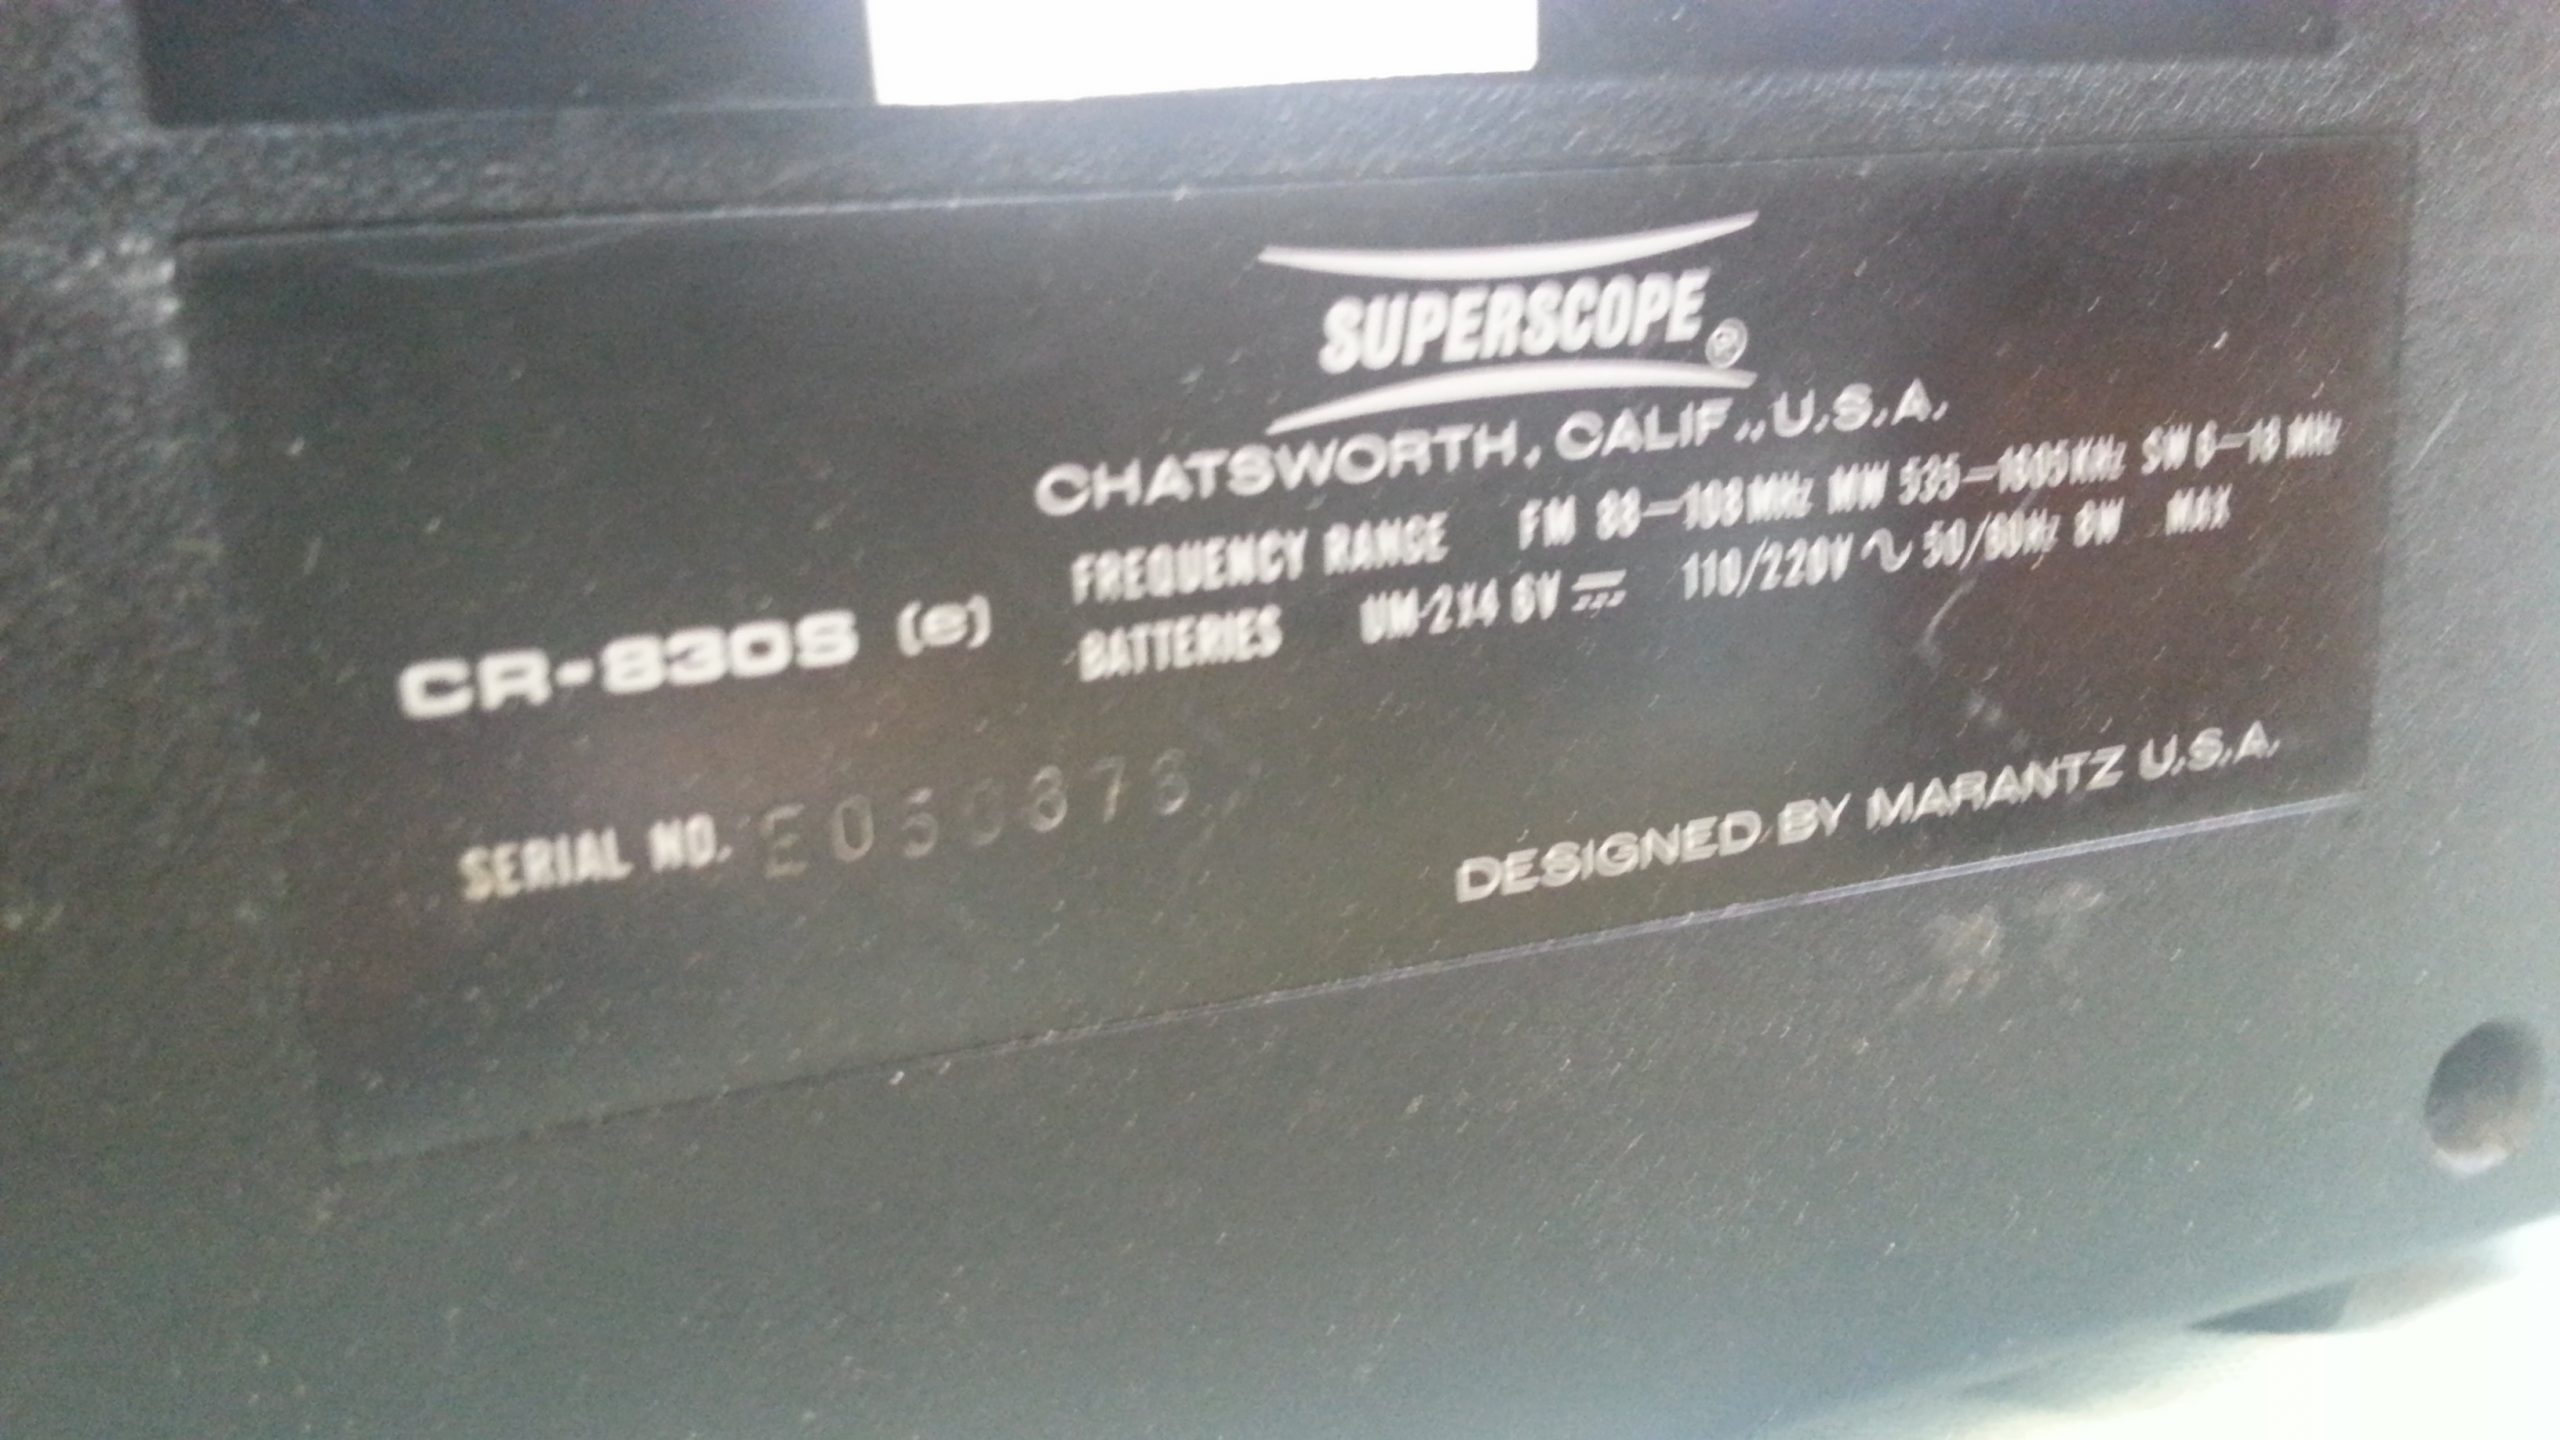 SUPERSCOPE®
CHATSWORTH, CALIF., U.S.A.
FREQUENCY RANGE FM 88-108MHz MW 535-1605KHz SW 6-18 MHz
CR-830S (e)
BATTERIES UM-2X4 6V ⎓ 110/220V ∿ 50/60Hz 8W MAX
SERIAL NO.
DESIGNED BY MARANTZ U.S.A.